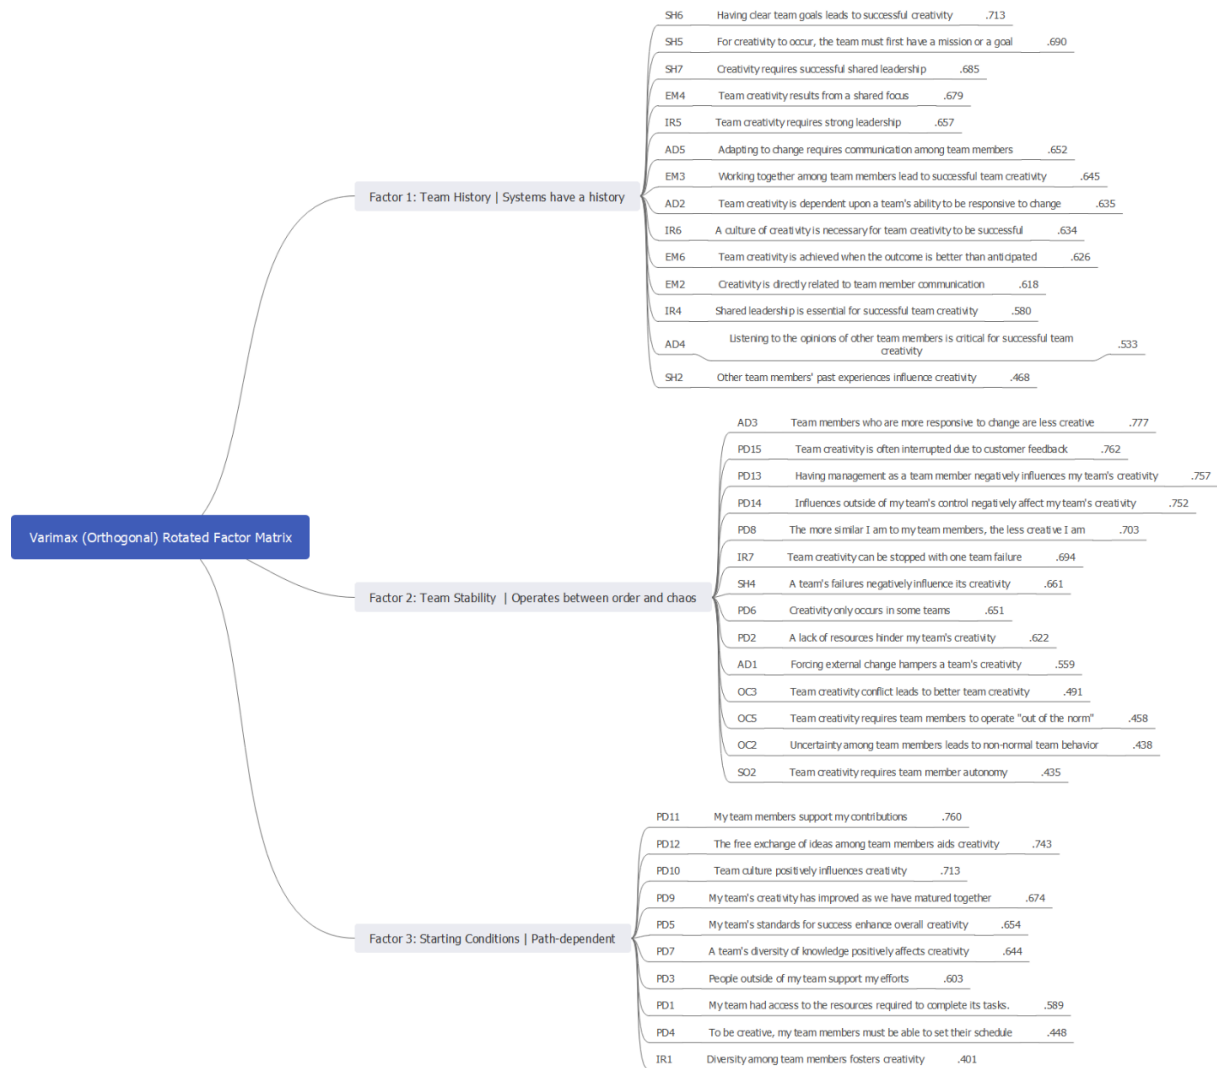 Varimax (Orthogonal) Rotated Factor Matrix
Factor 1: Team History | Systems have a history
SH6 Having clear team goals leads to successful creativity .713
SH5 For creativity to occur, the team must first have a mission or a goal .690
SH7 Creativity requires successful shared leadership .685
EM4 Team creativity results from a shared focus .679
IR5 Team creativity requires strong leadership .657
AD5 Adapting to change requires communication among team members .652
EM3 Working together among team members lead to successful team creativity .645
AD2 Team creativity is dependent upon a team's ability to be responsive to change .635
IR6 A culture of creativity is necessary for team creativity to be successful .634
EM6 Team creativity is achieved when the outcome is better than anticipated .626
EM2 Creativity is directly related to team member communication .618
IR4 Shared leadership is essential for successful team creativity .580
AD4 Listening to the opinions of other team members is critical for successful team
creativity .533
SH2 Other team members' past experiences influence creativity .468
Factor 2: Team Stability | Operates between order and chaos
AD3 Team members who are more responsive to change are less creative .777
PD15 Team creativity is often interrupted due to customer feedback .762
PD13 Having management as a team member negatively influences my team's creativity .757
PD14 Influences outside of my team's control negatively affect my team's creativity .752
PD8 The more similar I am to my team members, the less creative I am .703
IR7 Team creativity can be stopped with one team failure .694
SH4 A team's failures negatively influence its creativity .661
PD6 Creativity only occurs in some teams .651
PD2 A lack of resources hinder my team's creativity .622
AD1 Forcing external change hampers a team's creativity .559
OC3 Team creativity conflict leads to better team creativity .491
OC5 Team creativity requires team members to operate "out of the norm" .458
OC2 Uncertainty among team members leads to non-normal team behavior .438
SO2 Team creativity requires team member autonomy .435
Factor 3: Starting Conditions | Path-dependent
PD11 My team members support my contributions .760
PD12 The free exchange of ideas among team members aids creativity .743
PD10 Team culture positively influences creativity .713
PD9 My team's creativity has improved as we have matured together .674
PD5 My team's standards for success enhance overall creativity .654
PD7 A team's diversity of knowledge positively affects creativity .644
PD3 People outside of my team support my efforts .603
PD1 My team had access to the resources required to complete its tasks. .589
PD4 To be creative, my team members must be able to set their schedule .448
IR1 Diversity among team members fosters creativity .401